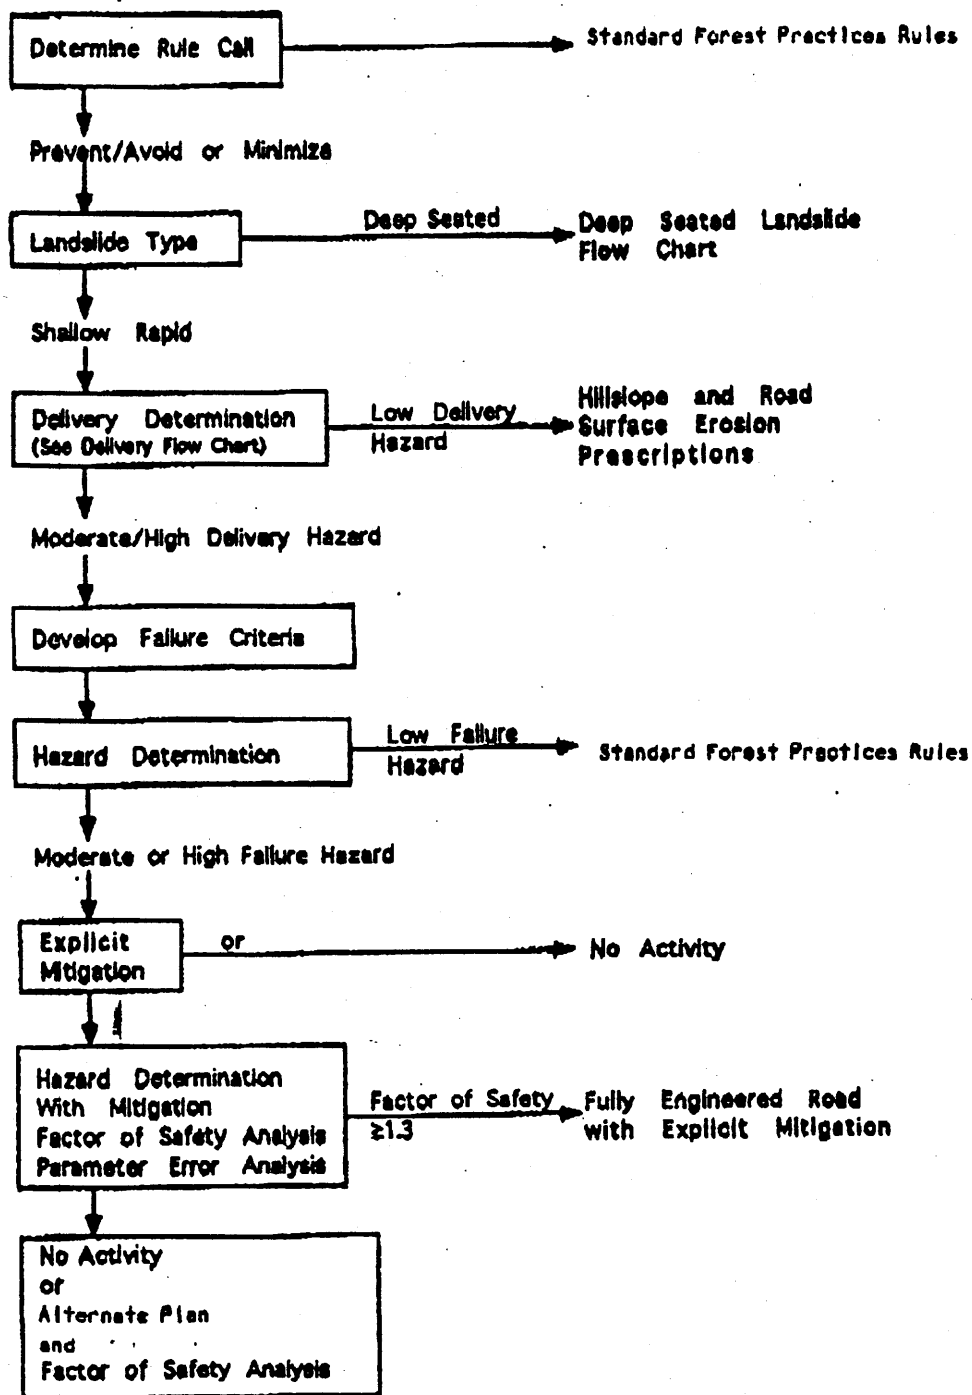 Determine Rule Call
Standard Forest Practices Rules
Prevent/Avoid or Minimize
Landslide Type
Deep Seated
Deep Seated Landslide
Flow Chart
Shallow Rapid
Delivery Determination
(See Delivery Flow Chart)
Low Delivery
Hazard
Hillslope and Road
Surface Erosion
Prescriptions
Moderate/High Delivery Hazard
Develop Failure Criteria
Hazard Determination
Low Failure
Hazard
Standard Forest Practices Rules
Moderate or High Failure Hazard
Explicit
Mitigation
or
No Activity
Hazard Determination
With Mitigation
Factor of Safety Analysis
Parameter Error Analysis
Factor of Safety
≥1.3
Fully Engineered Road
with Explicit Mitigation
No Activity
or
Alternate Plan
and
Factor of Safety Analysis